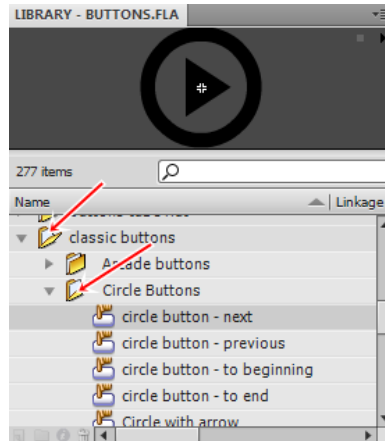 LIBRARY - BUTTONS.FLA
277 items
Name Linkage
classic buttons
Arcade buttons
Circle Buttons
circle button - next
circle button - previous
circle button - to beginning
circle button - to end
Circle with arrow